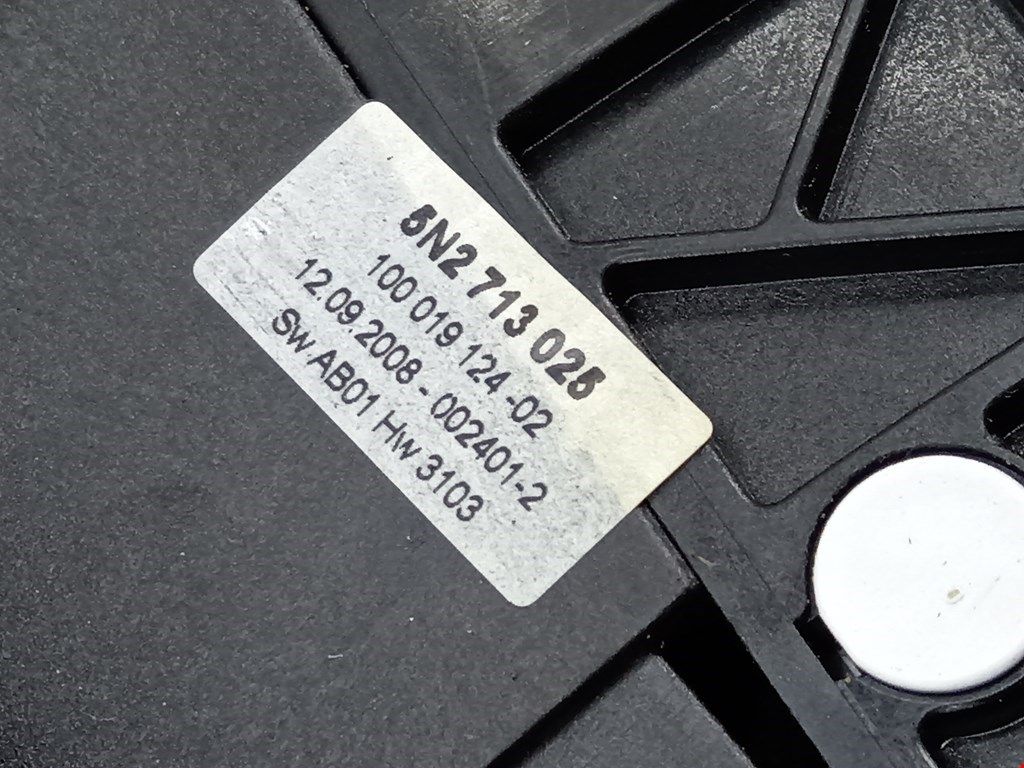 5N2 713 025
100 019 124 -02
12.09.2008 - 002401-2
Sw AB01 Hw 3103